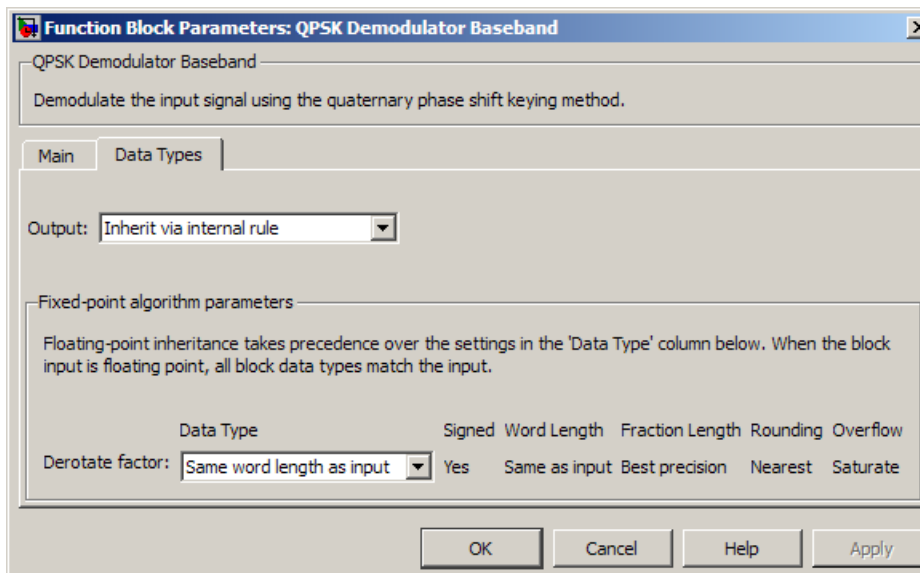 Function Block Parameters: QPSK Demodulator Baseband
QPSK Demodulator Baseband
Demodulate the input signal using the quaternary phase shift keying method.
Main Data Types
Output: Inherit via internal rule
Fixed-point algorithm parameters
Floating-point inheritance takes precedence over the settings in the 'Data Type' column below. When the block
input is floating point, all block data types match the input.
Data Type Signed Word Length Fraction Length Rounding Overflow
Derotate factor: Same word length as input Yes Same as input Best precision Nearest Saturate
OK Cancel Help Apply